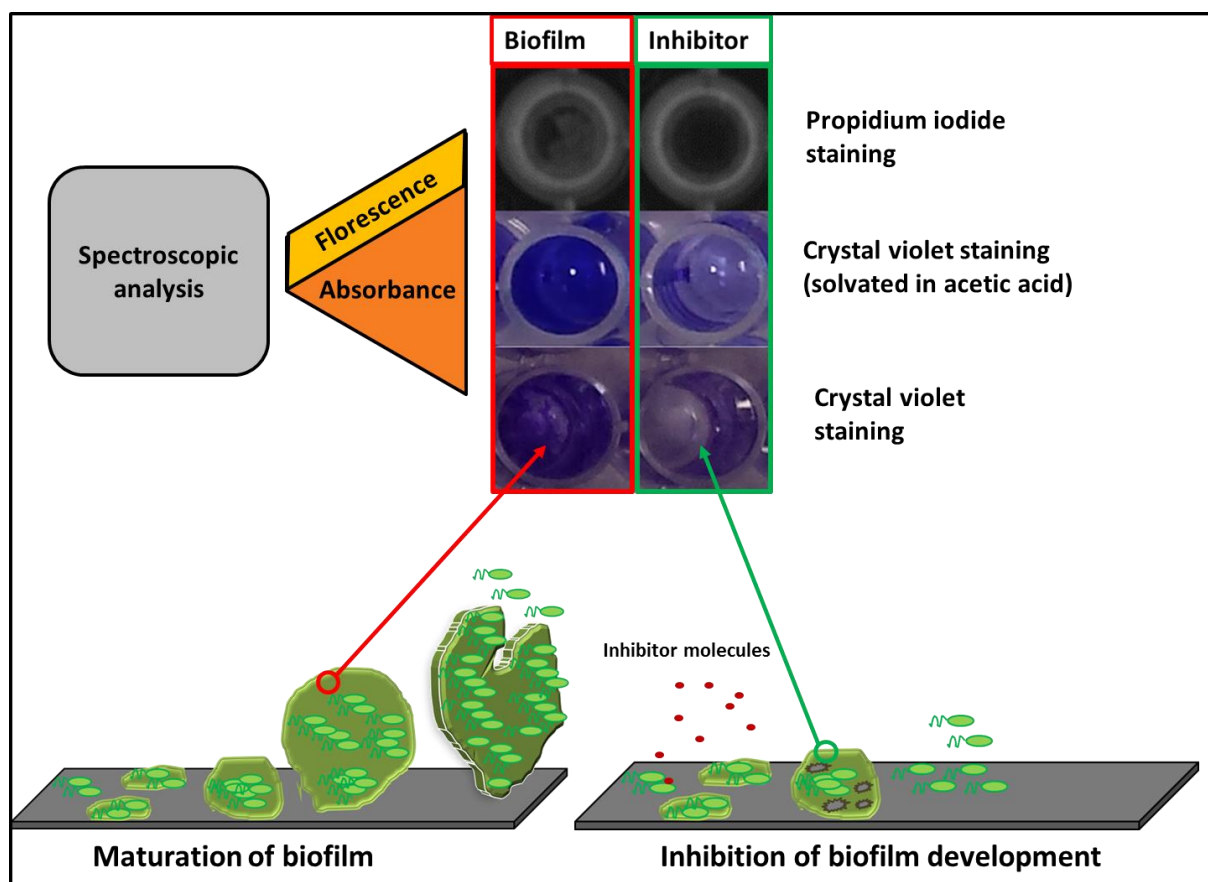 Biofilm
Inhibitor
Propidium iodide
staining
Florescence
Spectroscopic
analysis
Absorbance
Crystal violet staining
(solvated in acetic acid)
Crystal violet
staining
Inhibitor molecules
Maturation of biofilm
Inhibition of biofilm development